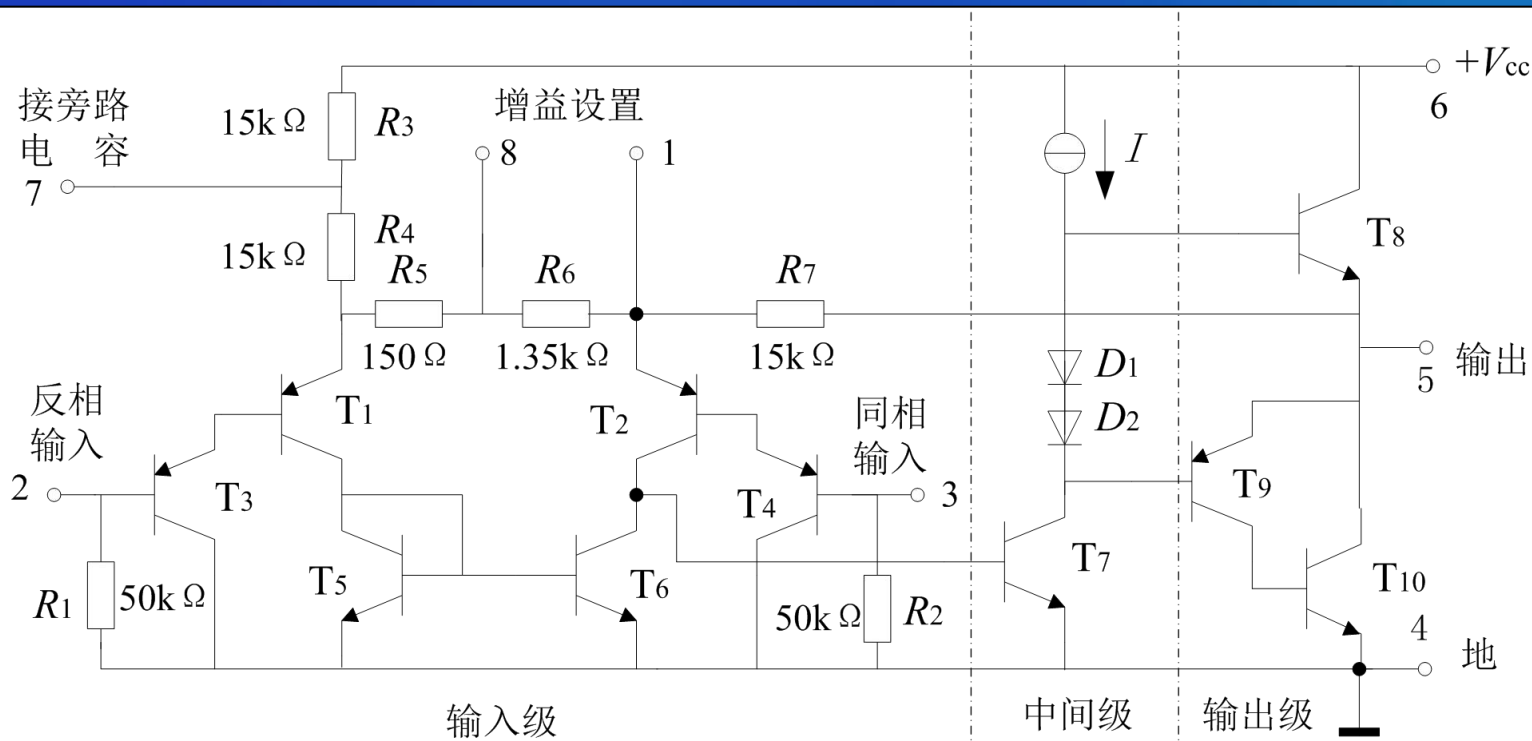 +Vcc
6
接旁路
电 容
7
15kΩ
R3
增益设置
8
1
I
15kΩ
R4
R5
R6
R7
T8
150Ω
1.35kΩ
15kΩ
D1
D2
输出
5
反相
输入
2
T1
T2
同相
输入
3
T3
T4
T9
T5
T6
T7
T10
R1
50kΩ
50kΩ
R2
4
地
输入级
中间级
输出级